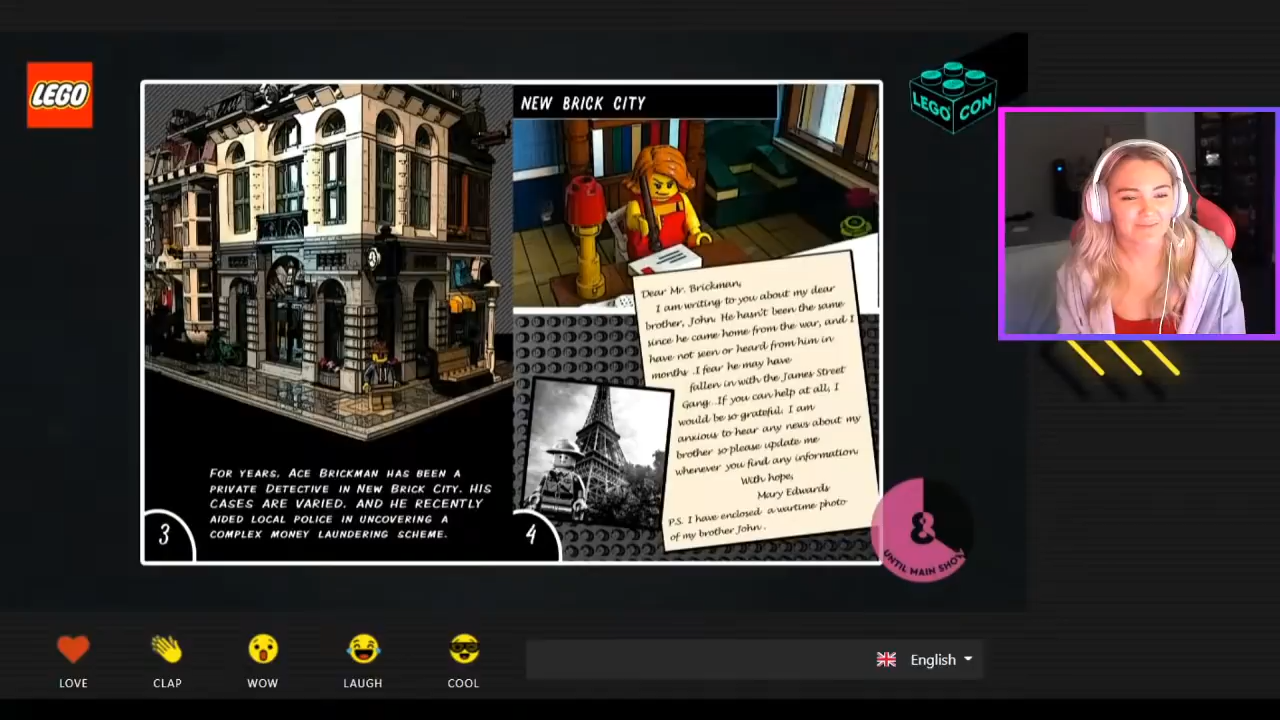 LEGO
LEGO CON
NEW BRICK CITY
Dear Mr. Brickman,
I am writing to you about my dear
brother, John. He hasn't been the same
since he came home from the war, and I
have not seen or heard from him in
months .I fear he may have
fallen in with the James Street
Gang. .If you can help at all, I
would be so grateful. I am
anxious to hear any news about my
brother so please update me
whenever you find any information.
With hope,
Mary Edwards
P.S. I have enclosed a wartime photo
of my brother John .
FOR YEARS, ACE BRICKMAN HAS BEEN A
PRIVATE DETECTIVE IN NEW BRICK CITY. HIS
CASES ARE VARIED. AND HE RECENTLY
AIDED LOCAL POLICE IN UNCOVERING A
COMPLEX MONEY LAUNDERING SCHEME.
3
4
8
UNTIL MAIN SHOW
LOVE
CLAP
WOW
LAUGH
COOL
English